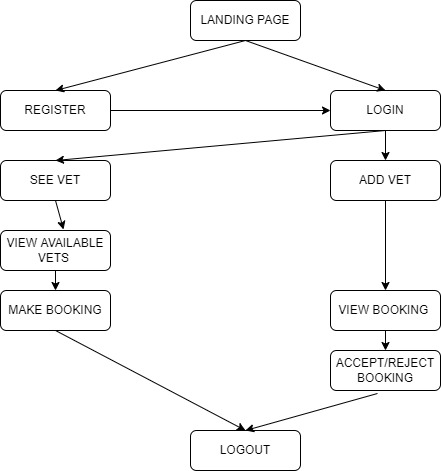 LANDING PAGE
REGISTER
LOGIN
SEE VET
ADD VET
VIEW AVAILABLE
VETS
MAKE BOOKING
VIEW BOOKING
ACCEPT/REJECT
BOOKING
LOGOUT